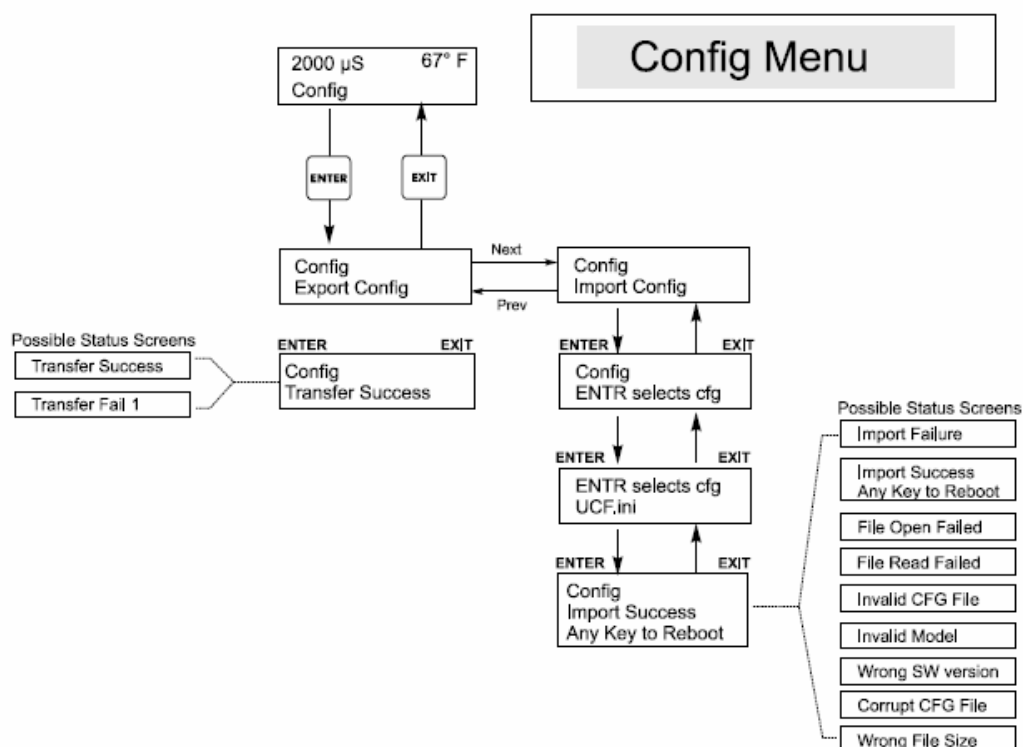 Config Menu
2000 µS 67° F
Config
ENTER
EXIT
Config
Export Config
Next
Prev
Config
Import Config
Possible Status Screens
Transfer Success
Transfer Fail 1
ENTER EXIT
Config
Transfer Success
ENTER EXIT
Config
ENTR selects cfg
ENTER EXIT
ENTR selects cfg
UCF.ini
ENTER EXIT
Config
Import Success
Any Key to Reboot
Possible Status Screens
Import Failure
Import Success
Any Key to Reboot
File Open Failed
File Read Failed
Invalid CFG File
Invalid Model
Wrong SW version
Corrupt CFG File
Wrong File Size